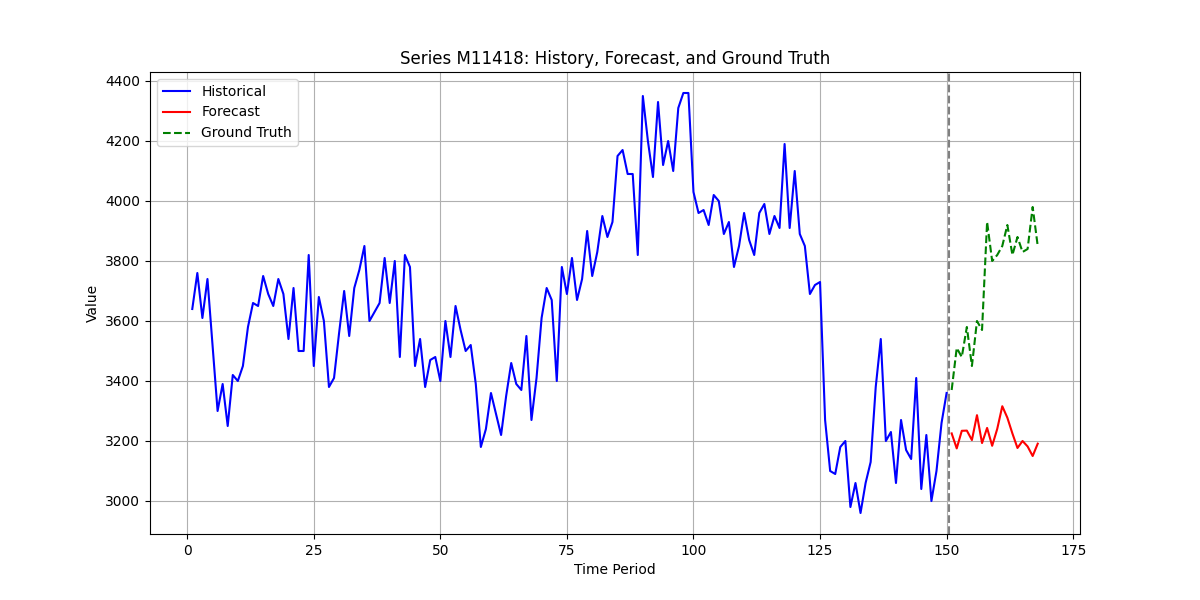 Series M11418: History, Forecast, and Ground Truth
Historical
Forecast
Ground Truth
Value
4400
4200
4000
3800
3600
3400
3200
3000
0 25 50 75 100 125 150 175
Time Period